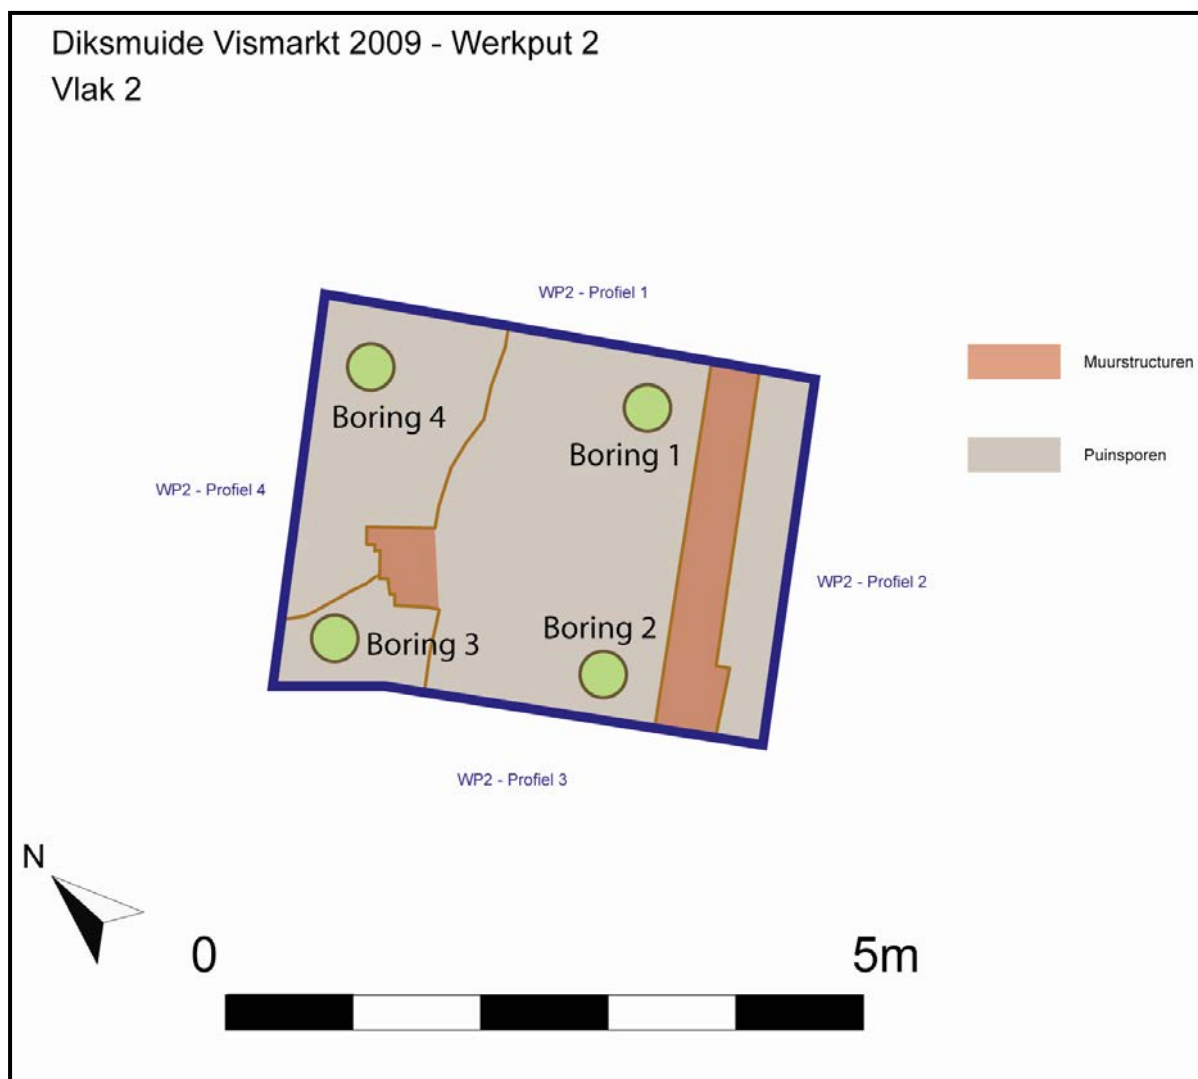 Diksmuide Vismarkt 2009 - Werkput 2
Vlak 2
WP2 - Profiel 1
Muurstructuren
Boring 4
Boring 1
Puinsporen
WP2 - Profiel 4
WP2 - Profiel 2
Boring 2
Boring 3
WP2 - Profiel 3
N
0
5m